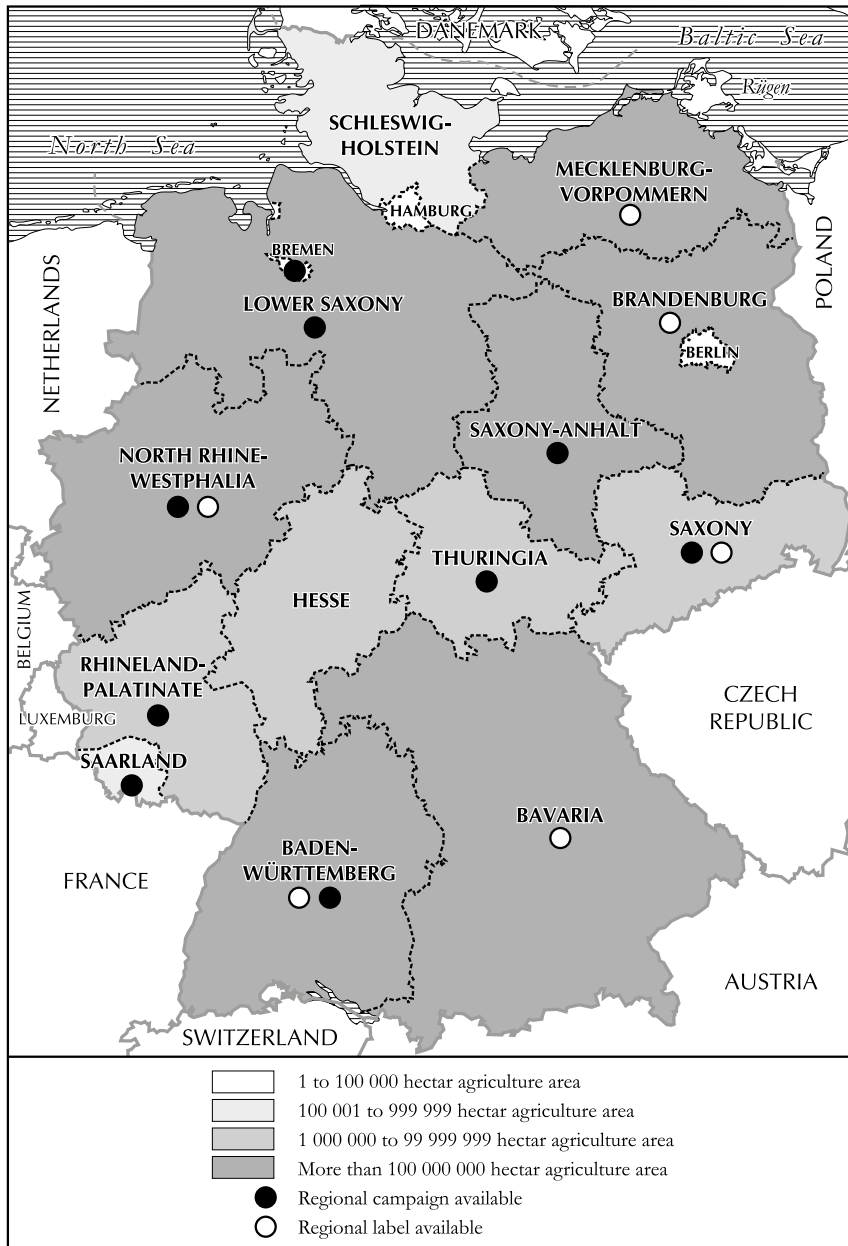 DÄNEMARK
Baltic Sea
Rügen
SCHLESWIG-
HOLSTEIN
North Sea
MECKLENBURG-
VORPOMMERN
HAMBURG
BREMEN
POLAND
NETHERLANDS
LOWER SAXONY
BRANDENBURG
BERLIN
SAXONY-ANHALT
NORTH RHINE-
WESTPHALIA
SAXONY
THURINGIA
HESSE
BELGIUM
RHINELAND-
PALATINATE
LUXEMBURG
CZECH
REPUBLIC
SAARLAND
BAVARIA
BADEN-
WÜRTTEMBERG
FRANCE
AUSTRIA
SWITZERLAND
1 to 100 000 hectar agriculture area
100 001 to 999 999 hectar agriculture area
1 000 000 to 99 999 999 hectar agriculture area
More than 100 000 000 hectar agriculture area
Regional campaign available
Regional label available